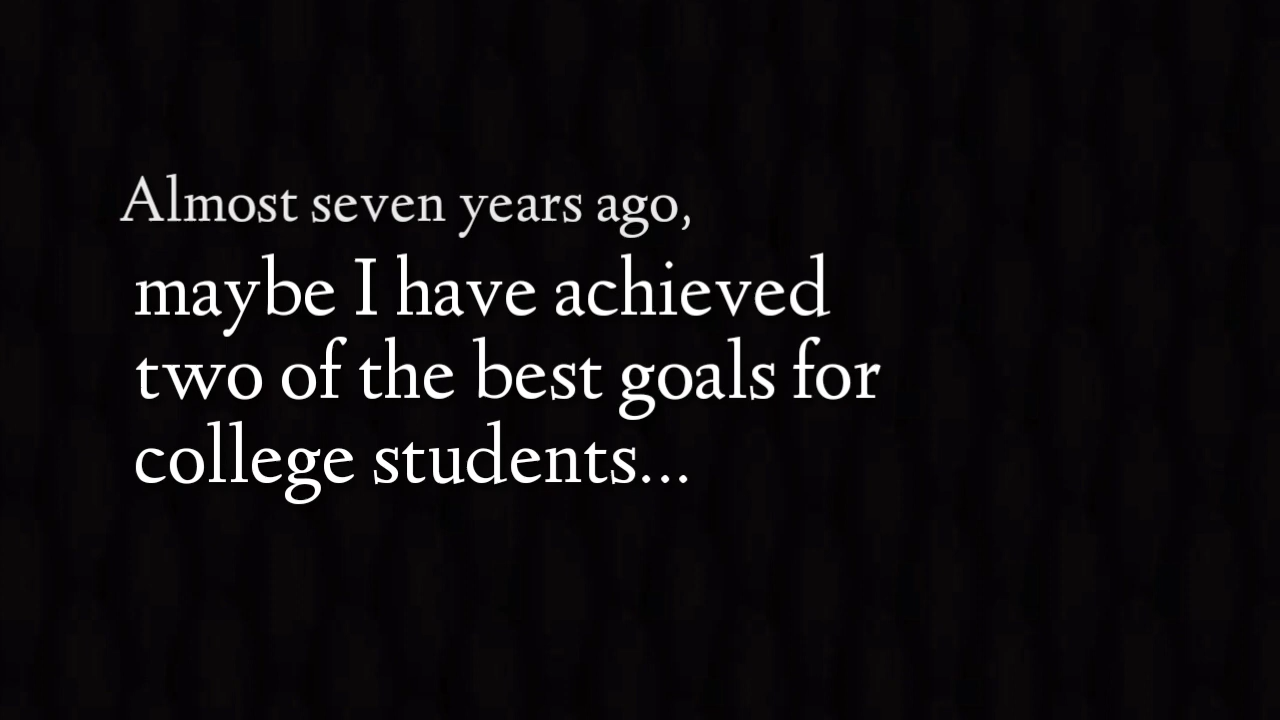 Almost seven years ago,
maybe I have achieved
two of the best goals for
college students...